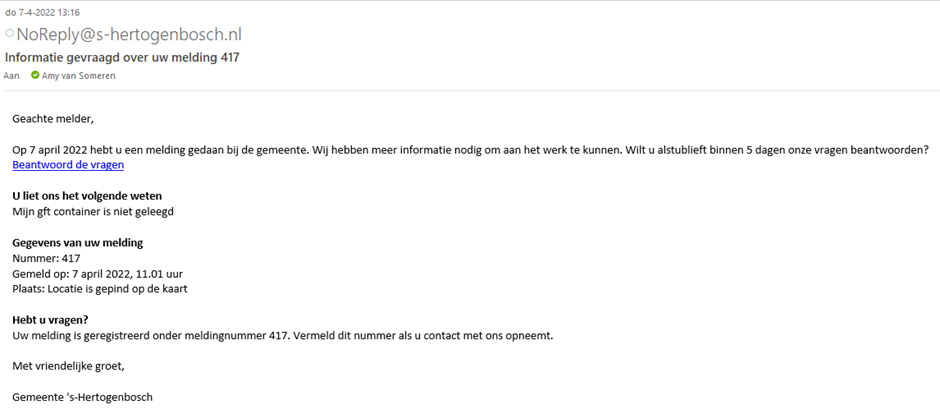 do 7-4-2022 13:16
NoReply@s-hertogenbosch.nl
Informatie gevraagd over uw melding 417
Aan Amy van Someren
Geachte melder,
Op 7 april 2022 hebt u een melding gedaan bij de gemeente. Wij hebben meer informatie nodig om aan het werk te kunnen. Wilt u alstublieft binnen 5 dagen onze vragen beantwoorden?
Beantwoord de vragen
U liet ons het volgende weten
Mijn gft container is niet geleegd
Gegevens van uw melding
Nummer: 417
Gemeld op: 7 april 2022, 11.01 uur
Plaats: Locatie is gepind op de kaart
Hebt u vragen?
Uw melding is geregistreerd onder meldingnummer 417. Vermeld dit nummer als u contact met ons opneemt.
Met vriendelijke groet,
Gemeente 's-Hertogenbosch